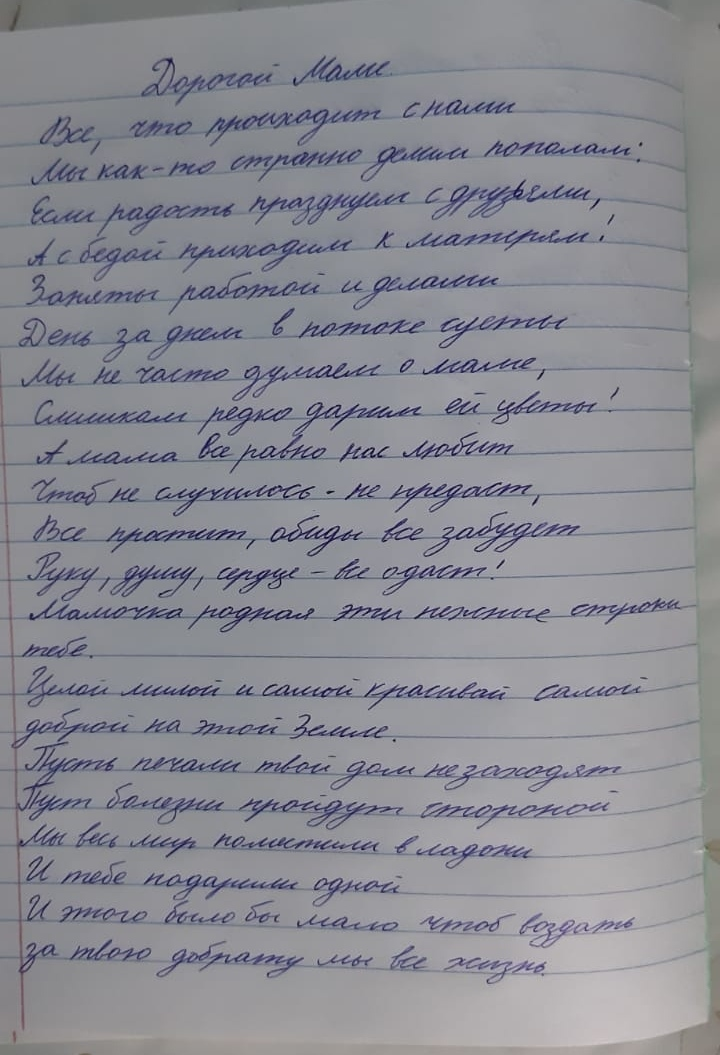 Дорогой Маме.
Все, что происходит с нами
Мы как-то странно делим пополам:
Если радость празднуем с друзьями,
А с бедой приходим к матерям!
Заняты работой и делами
День за днем в потоке суеты
Мы не часто думаем о маме,
Слишкам редко дарим ей цветы!
А мама все равно нас любит
Чтоб не случилось - не предаст,
Все простит, обиды все забудет
Руку, душу, сердце - все одаст!
Мамочка родная эти нежные строки
тебе.
Целой милой и самой красивай самой
доброй на этой Земле.
Пусть печали твой дом не заходят
Пуст болезни пройдут стороной
Мы весь мир поместили в ладони
И тебе подарили одной
И этого было бы мало чтоб воздать
за твою доброту мы все жизнь.